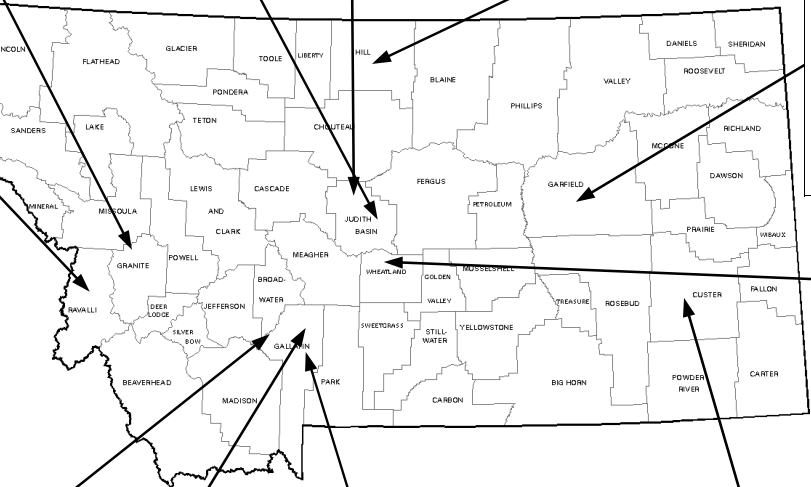 NCOLN
FLATHEAD
GLACIER
TOOLE
LIBERTY
HILL
BLAINE
PHILLIPS
VALLEY
DANIELS
SHERIDAN
ROOSEVELT
PONDERA
TETON
CHOUTEAU
SANDERS
LAKE
RICHLAND
MCCONE
DAWSON
GARFIELD
FERGUS
PETROLEUM
CASCADE
LEWIS
AND
CLARK
MINERAL
MISSOULA
JUDITH
BASIN
PRAIRIE
WIBAUX
POWELL
GRANITE
MEAGHER
WHEATLAND
MUSSELSHELL
GOLDEN
VALLEY
BROAD-
WATER
RAVALLI
DEER
LODGE
JEFFERSON
TREASURE
ROSEBUD
CUSTER
FALLON
SILVER
BOW
GALLATIN
SWEETGRASS
STILL-
WATER
YELLOWSTONE
BEAVERHEAD
MADISON
PARK
CARBON
BIG HORN
POWDER
RIVER
CARTER